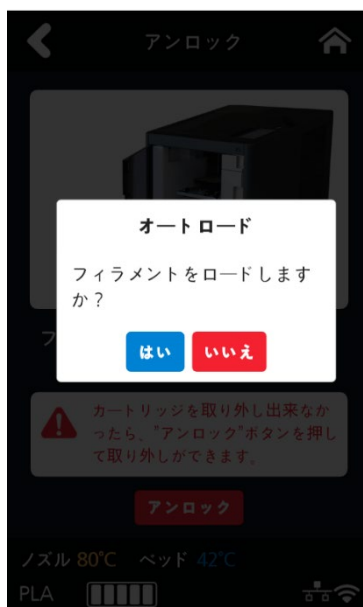 アンロック
オートロード
フィラメントをロードします
か？
フ
はい いいえ
カートリッジを取り外し出来なか
ったら、"アンロック"ボタンを押し
て取り外しができます。
アンロック
ノズル 80°C ベッド 42°C
PLA